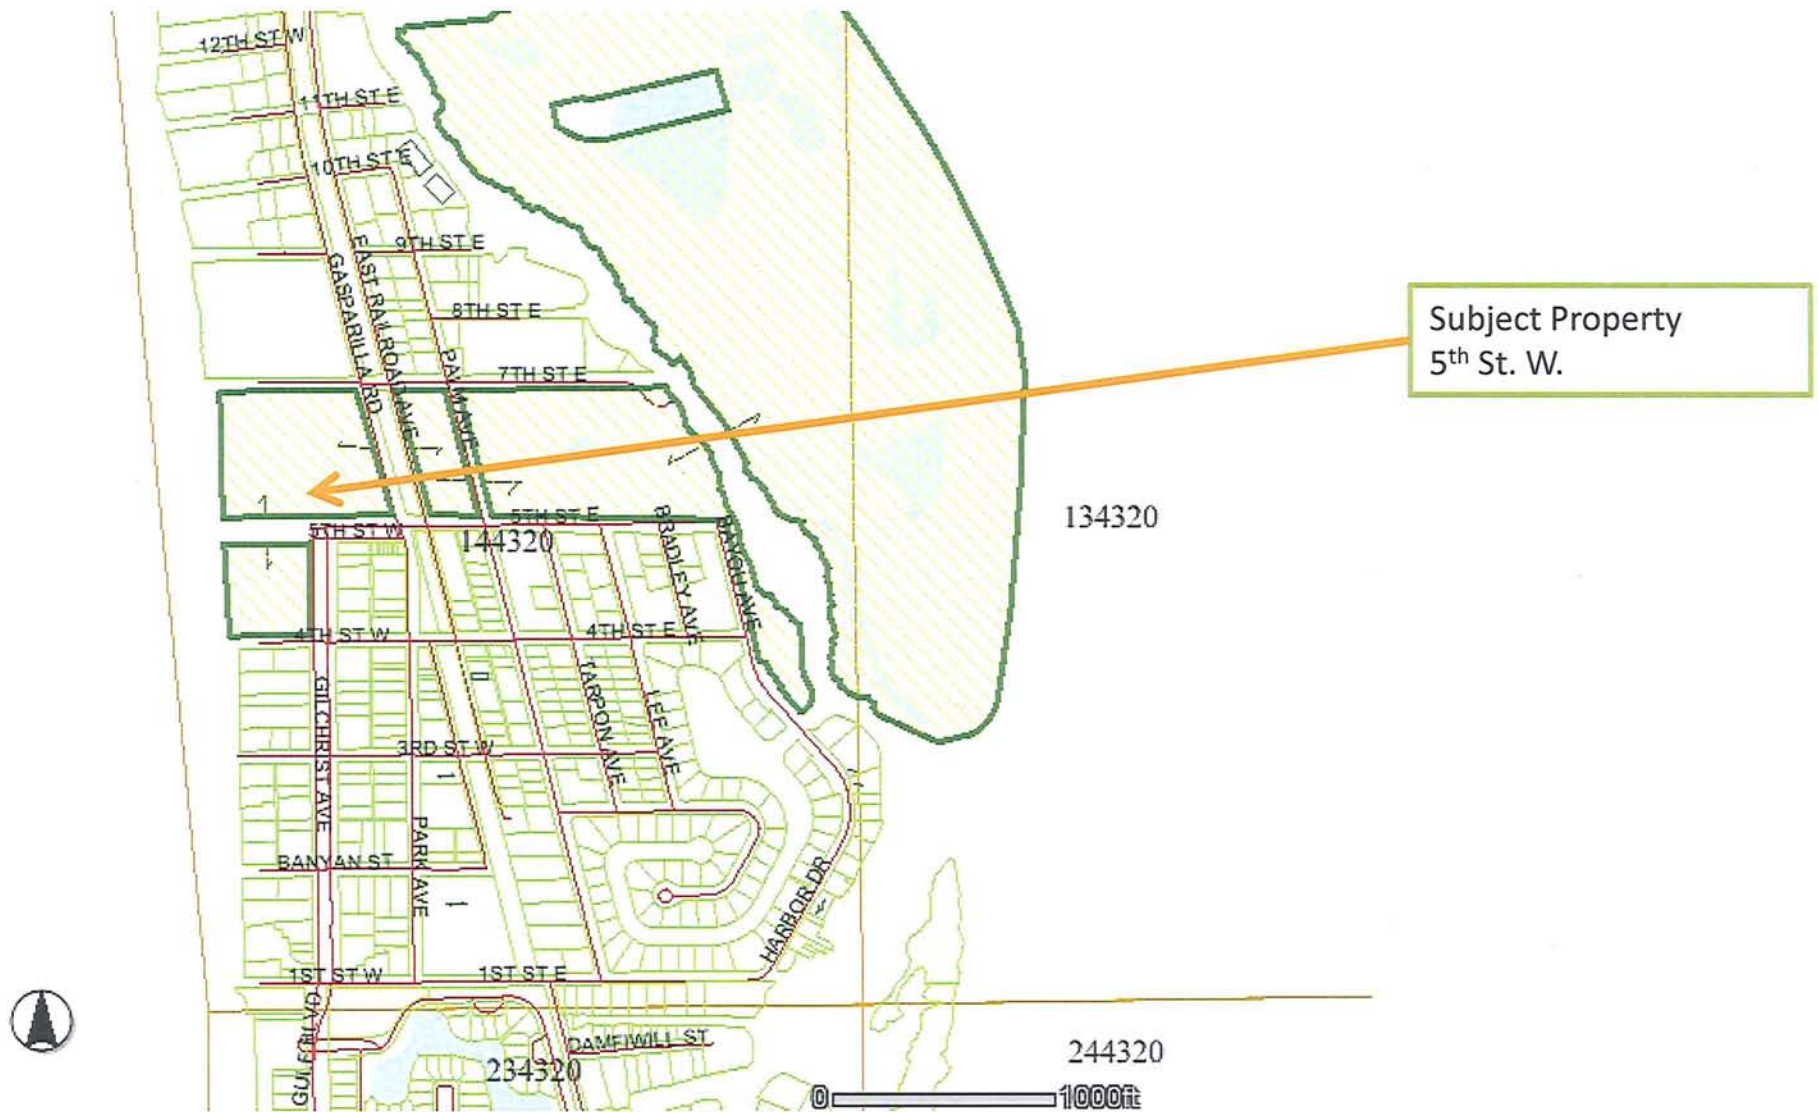 12TH ST W
11TH ST E
10TH ST E
9TH ST E
EAST RAILROAD AVE
GASPARILLA RD
8TH ST E
Subject Property
5th St. W.
PALM AVE
7TH ST E
5TH ST E
5TH ST W
BRADLEY AVE
BAYOU AVE
134320
144320
4TH ST W
4TH ST E
GILCHRIST AVE
TARPON AVE
LEE AVE
3RD ST W
BANYAN ST
PARK AVE
HARBOR DR
1ST ST W
1ST ST E
DAMFIWILL ST
234320
244320
0 1000ft